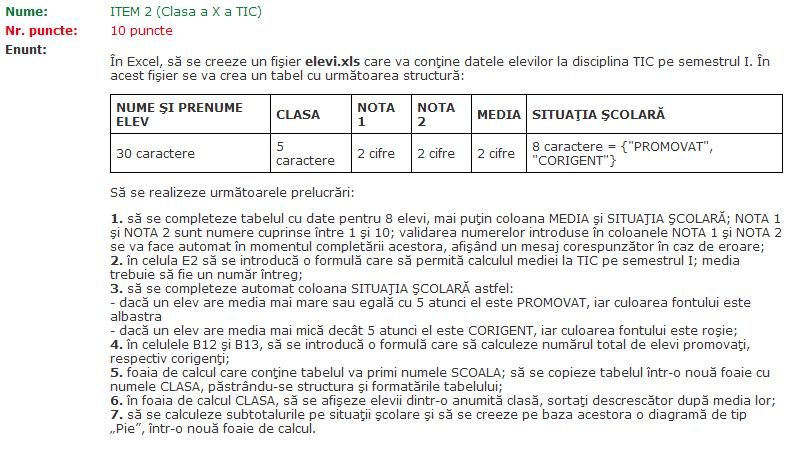 Nume: ITEM 2 (Clasa a X a TIC)
Nr. puncte: 10 puncte
Enunt:
În Excel, să se creeze un fişier elevi.xls care va conţine datele elevilor la disciplina TIC pe semestrul I. În
acest fişier se va crea un tabel cu următoarea structură:
NUME ŞI PRENUME ELEV CLASA NOTA 1 NOTA 2 MEDIA SITUAŢIA ŞCOLARĂ
30 caractere 5 caractere 2 cifre 2 cifre 2 cifre 8 caractere = {"PROMOVAT", "CORIGENT"}
Să se realizeze următoarele prelucrări:
1. să se completeze tabelul cu date pentru 8 elevi, mai puţin coloana MEDIA şi SITUAŢIA ŞCOLARĂ; NOTA 1
şi NOTA 2 sunt numere cuprinse între 1 şi 10; validarea numerelor introduse în coloanele NOTA 1 şi NOTA 2
se va face automat în momentul completării acestora, afişând un mesaj corespunzător în caz de eroare;
2. în celula E2 să se introducă o formulă care să permită calculul mediei la TIC pe semestrul I; media
trebuie să fie un număr întreg;
3. să se completeze automat coloana SITUAŢIA ŞCOLARĂ astfel:
- dacă un elev are media mai mare sau egală cu 5 atunci el este PROMOVAT, iar culoarea fontului este
albastra
- dacă un elev are media mai mică decât 5 atunci el este CORIGENT, iar culoarea fontului este roşie;
4. în celulele B12 şi B13, să se introducă o formulă care să calculeze numărul total de elevi promovaţi,
respectiv corigenţi;
5. foaia de calcul care conţine tabelul va primi numele SCOALA; să se copieze tabelul într-o nouă foaie cu
numele CLASA, păstrându-se structura şi formatările tabelului;
6. în foaia de calcul CLASA, să se afişeze elevii dintr-o anumită clasă, sortaţi descrescător după media lor;
7. să se calculeze subtotalurile pe situaţii şcolare şi să se creeze pe baza acestora o diagramă de tip
„Pie”, într-o nouă foaie de calcul.